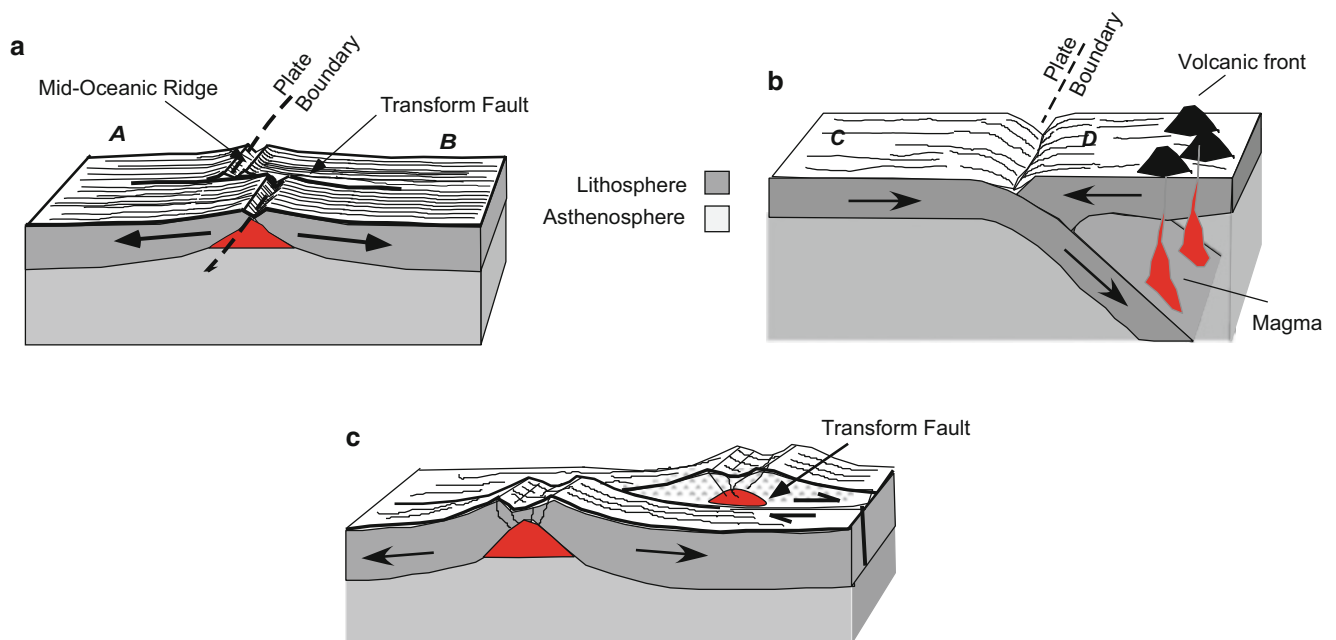 a
Plate
Boundary
Mid-Oceanic Ridge
Transform Fault
A
B
Lithosphere
Asthenosphere
b
Plate
Boundary
Volcanic front
C
D
Magma
c
Transform Fault